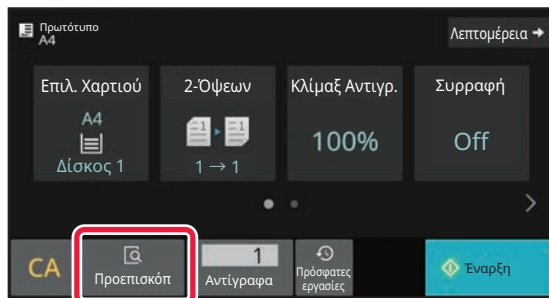 Πρωτότυπο
A4
Λεπτομέρεια
Επιλ. Χαρτιού
A4
Δίσκος 1
2-Όψεων
1 → 1
Κλίμαξ Αντιγρ.
100%
Συρραφή
Off
CA
Προεπισκόπ
1
Αντίγραφα
Πρόσφατες
εργασίες
Έναρξη